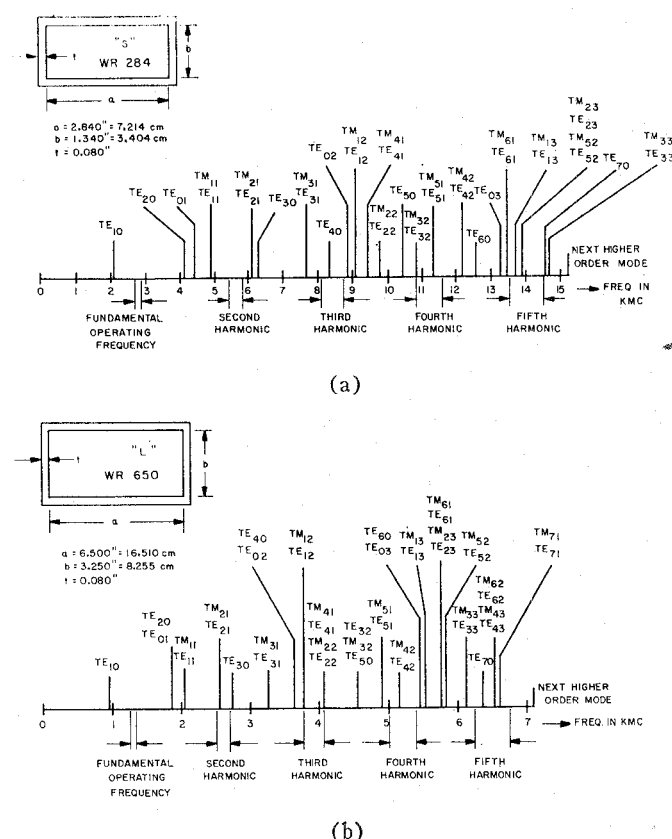 "S"
WR 284
t
b
a
a = 2.840" = 7.214 cm
b = 1.340" = 3.404 cm
t = 0.080"
TE10
TE20
TE01
TM11
TE11
TM21
TE21
TE30
TM31
TE31
TE40
TE02
TM12
TE12
TM41
TE41
TM22
TE22
TE50
TM32
TE32
TM51
TE51
TM42
TE42
TE60
TE03
TM61
TE61
TM13
TE13
TM23
TE23
TM52
TE52
TE70
TM33
TE33
NEXT HIGHER
ORDER MODE
0 1 2 3 4 5 6 7 8 9 10 11 12 13 14 15
FREQ IN
KMC
FUNDAMENTAL
OPERATING
FREQUENCY
SECOND
HARMONIC
THIRD
HARMONIC
FOURTH
HARMONIC
FIFTH
HARMONIC
(a)
"L"
WR 650
t
b
a
a = 6.500" = 16.510 cm
b = 3.250" = 8.255 cm
t = 0.080"
TE10
TE20
TE01
TM11
TE11
TM21
TE21
TE30
TM31
TE31
TE40
TE02
TM12
TE12
TM41
TE41
TM22
TE22
TE32
TM32
TE50
TM51
TE51
TM42
TE42
TE60
TE03
TM13
TE13
TM61
TE61
TM23
TE23
TM52
TE52
TM33
TE33
TE70
TM62
TE62
TM43
TE43
TM71
TE71
NEXT HIGHER
ORDER MODE
0 1 2 3 4 5 6 7
FREQ. IN KMC
FUNDAMENTAL
OPERATING
FREQUENCY
SECOND
HARMONIC
THIRD
HARMONIC
FOURTH
HARMONIC
FIFTH
HARMONIC
(b)